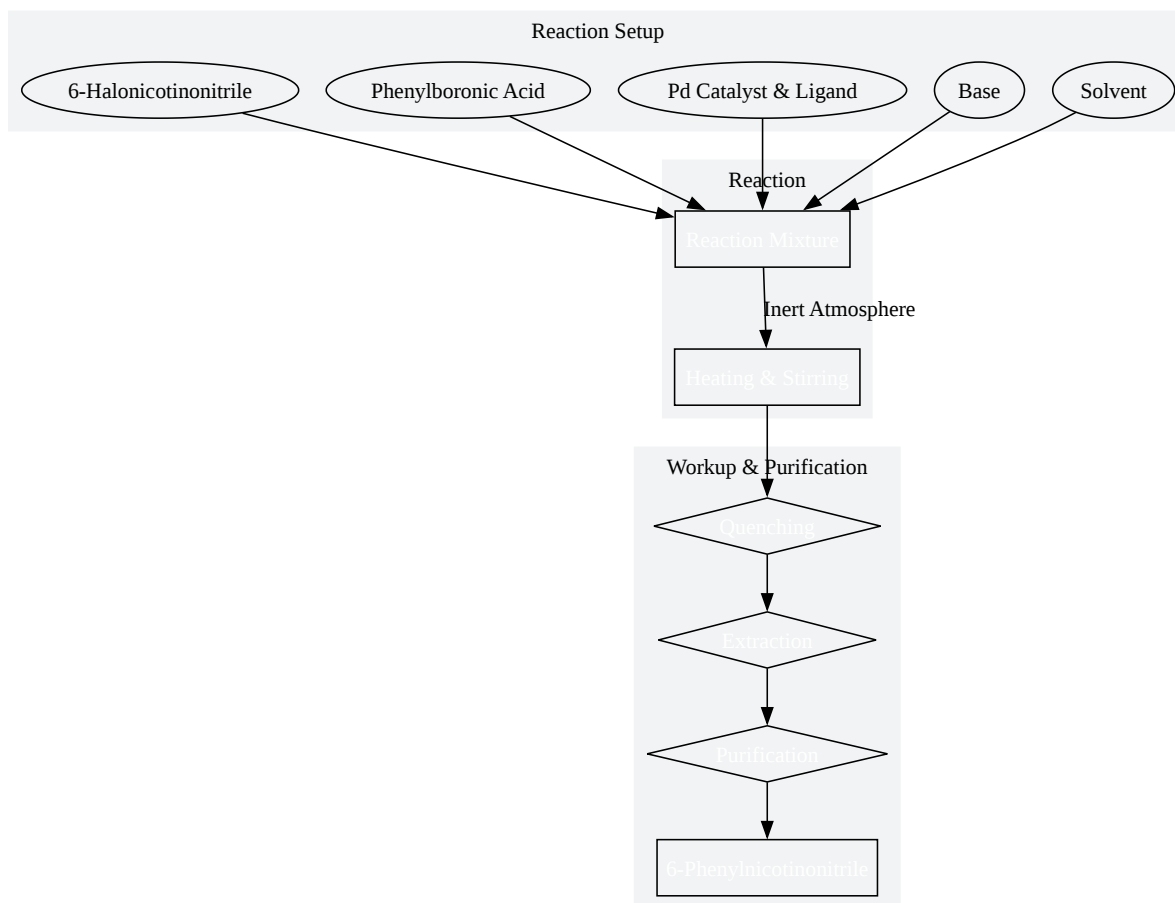 Reaction Setup
6-Halonicotinonitrile
Phenylboronic Acid
Pd Catalyst & Ligand
Base
Solvent
Reaction
Reaction Mixture
Inert Atmosphere
Heating & Stirring
Workup & Purification
Quenching
Extraction
Purification
6-Phenylnicotinonitrile